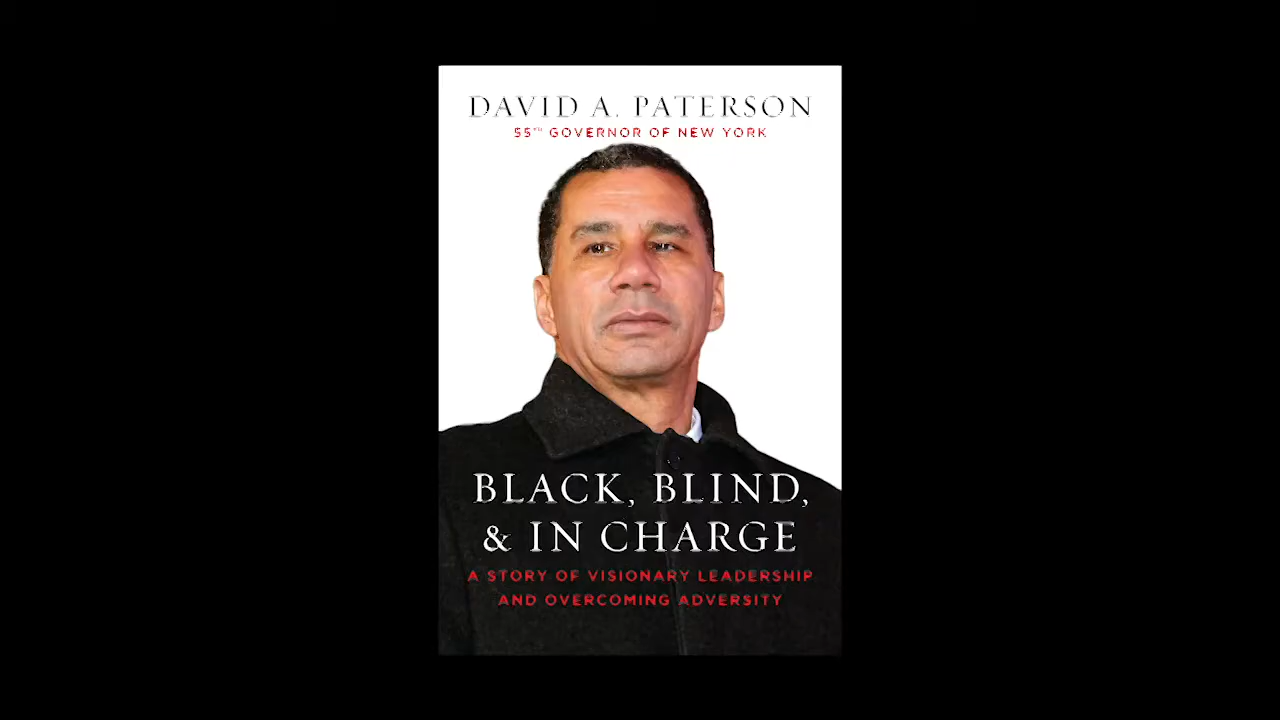 DAVID A. PATERSON
55TH GOVERNOR OF NEW YORK
BLACK, BLIND,
& IN CHARGE
A STORY OF VISIONARY LEADERSHIP
AND OVERCOMING ADVERSITY